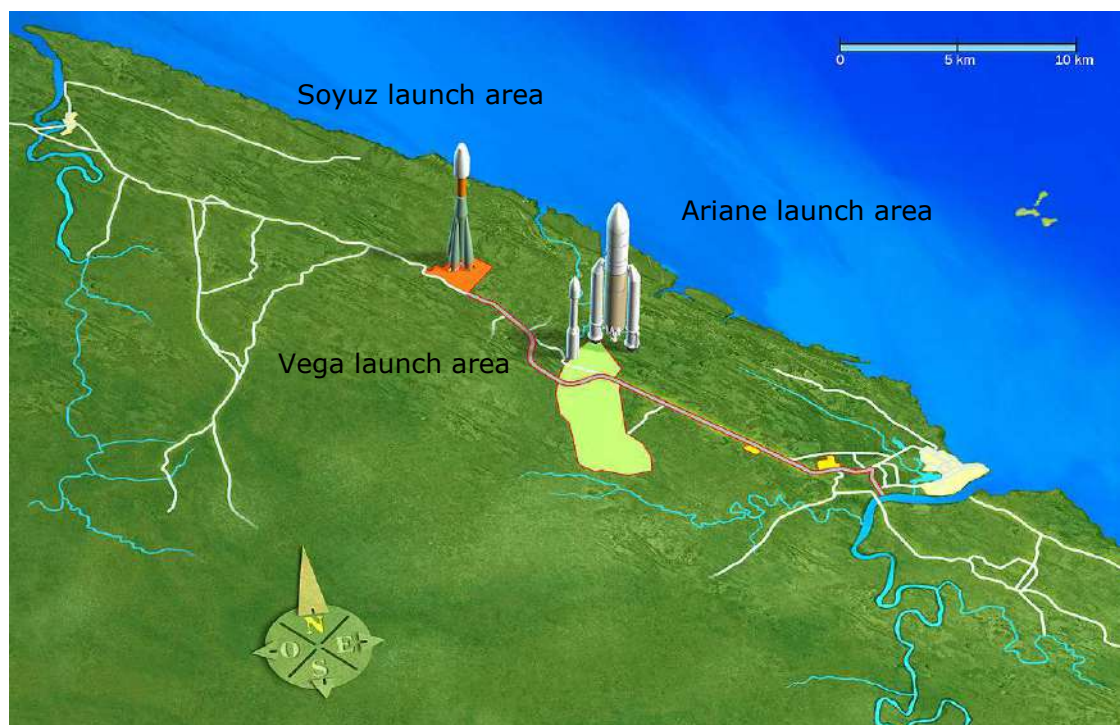 0 5 km 10 km
Soyuz launch area
Ariane launch area
Vega launch area
N
O E
S